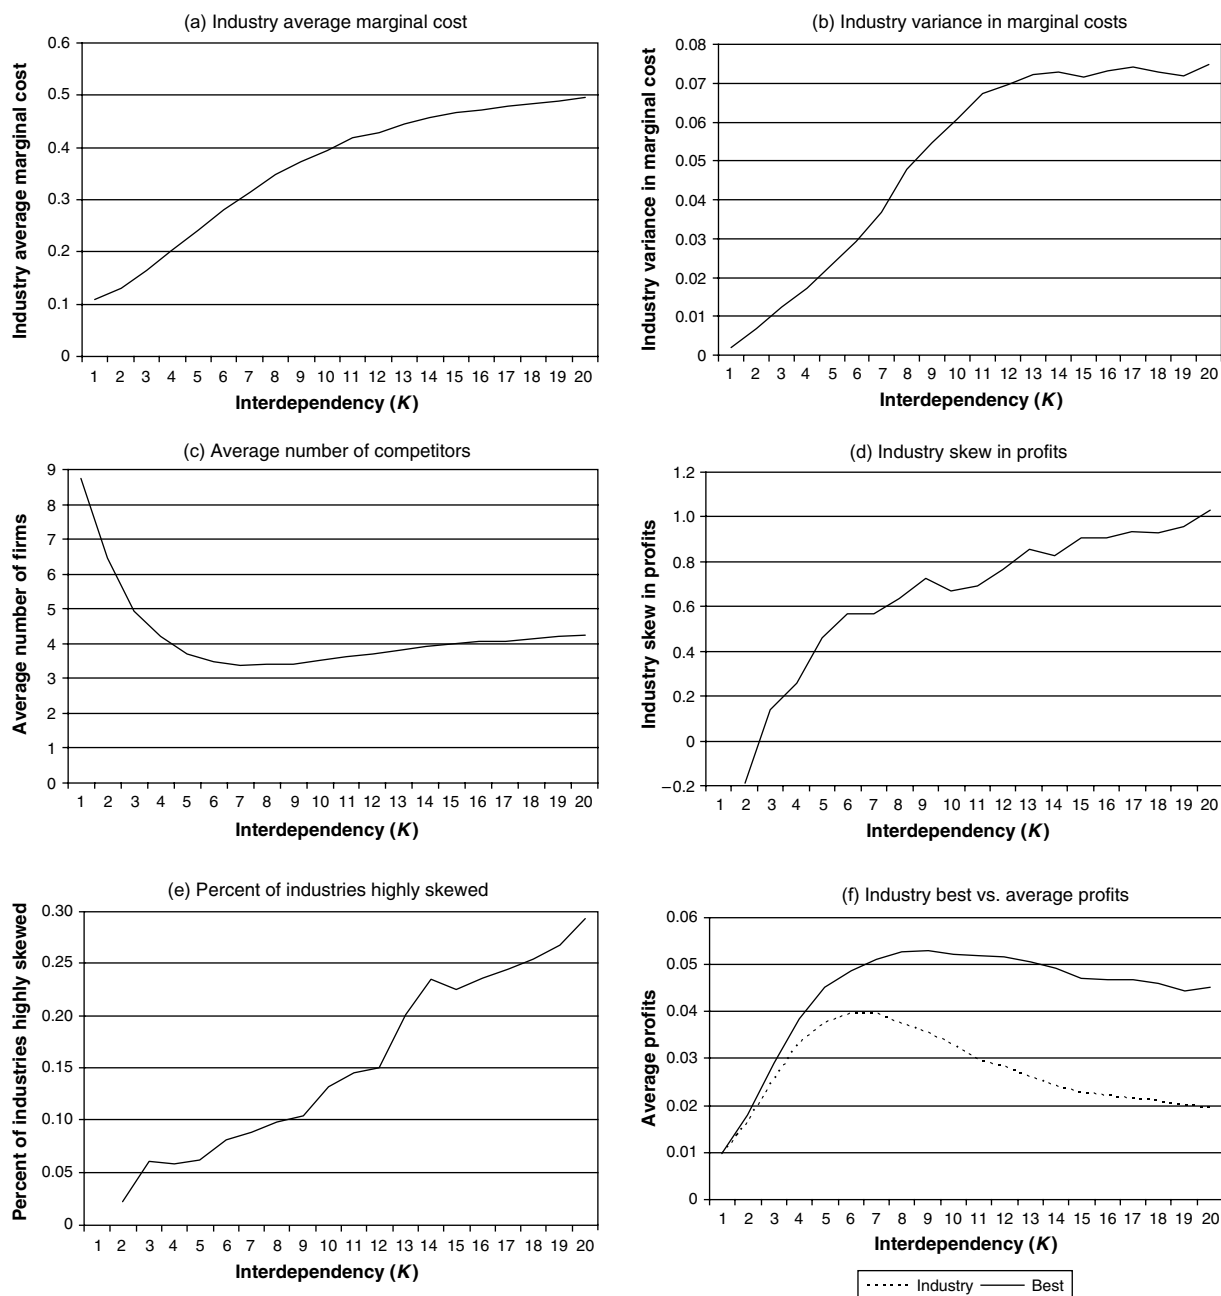 (a) Industry average marginal cost
Industry average marginal cost
0.6
0.5
0.4
0.3
0.2
0.1
0
1 2 3 4 5 6 7 8 9 10 11 12 13 14 15 16 17 18 19 20
Interdependency (K)
(b) Industry variance in marginal costs
Industry variance in marginal cost
0.08
0.07
0.06
0.05
0.04
0.03
0.02
0.01
0
1 2 3 4 5 6 7 8 9 10 11 12 13 14 15 16 17 18 19 20
Interdependency (K)
(c) Average number of competitors
Average number of firms
9
8
7
6
5
4
3
2
1
0
1 2 3 4 5 6 7 8 9 10 11 12 13 14 15 16 17 18 19 20
Interdependency (K)
(d) Industry skew in profits
Industry skew in profits
1.2
1.0
0.8
0.6
0.4
0.2
0
−0.2
1 2 3 4 5 6 7 8 9 10 11 12 13 14 15 16 17 18 19 20
Interdependency (K)
(e) Percent of industries highly skewed
Percent of industries highly skewed
0.30
0.25
0.20
0.15
0.10
0.05
0
1 2 3 4 5 6 7 8 9 10 11 12 13 14 15 16 17 18 19 20
Interdependency (K)
(f) Industry best vs. average profits
Average profits
0.06
0.05
0.04
0.03
0.02
0.01
0
1 2 3 4 5 6 7 8 9 10 11 12 13 14 15 16 17 18 19 20
Interdependency (K)
Industry Best